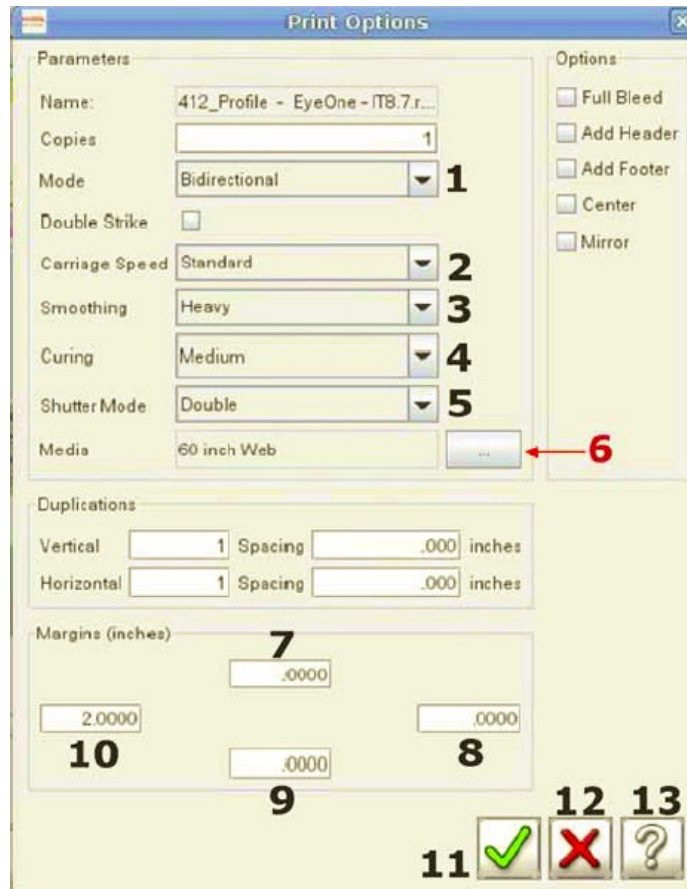 Print Options
Parameters
Name: 412_Profile - EyeOne - IT8.7.r...
Copies 1
Mode Bidirectional 1
Double Strike
Carriage Speed Standard 2
Smoothing Heavy 3
Curing Medium 4
Shutter Mode Double 5
Media 60 inch Web ... 6
Options
Full Bleed
Add Header
Add Footer
Center
Mirror
Duplications
Vertical 1 Spacing .000 inches
Horizontal 1 Spacing .000 inches
Margins (inches)
7
.0000
2.0000 .0000
10 8
.0000
9
12 13
11 ?